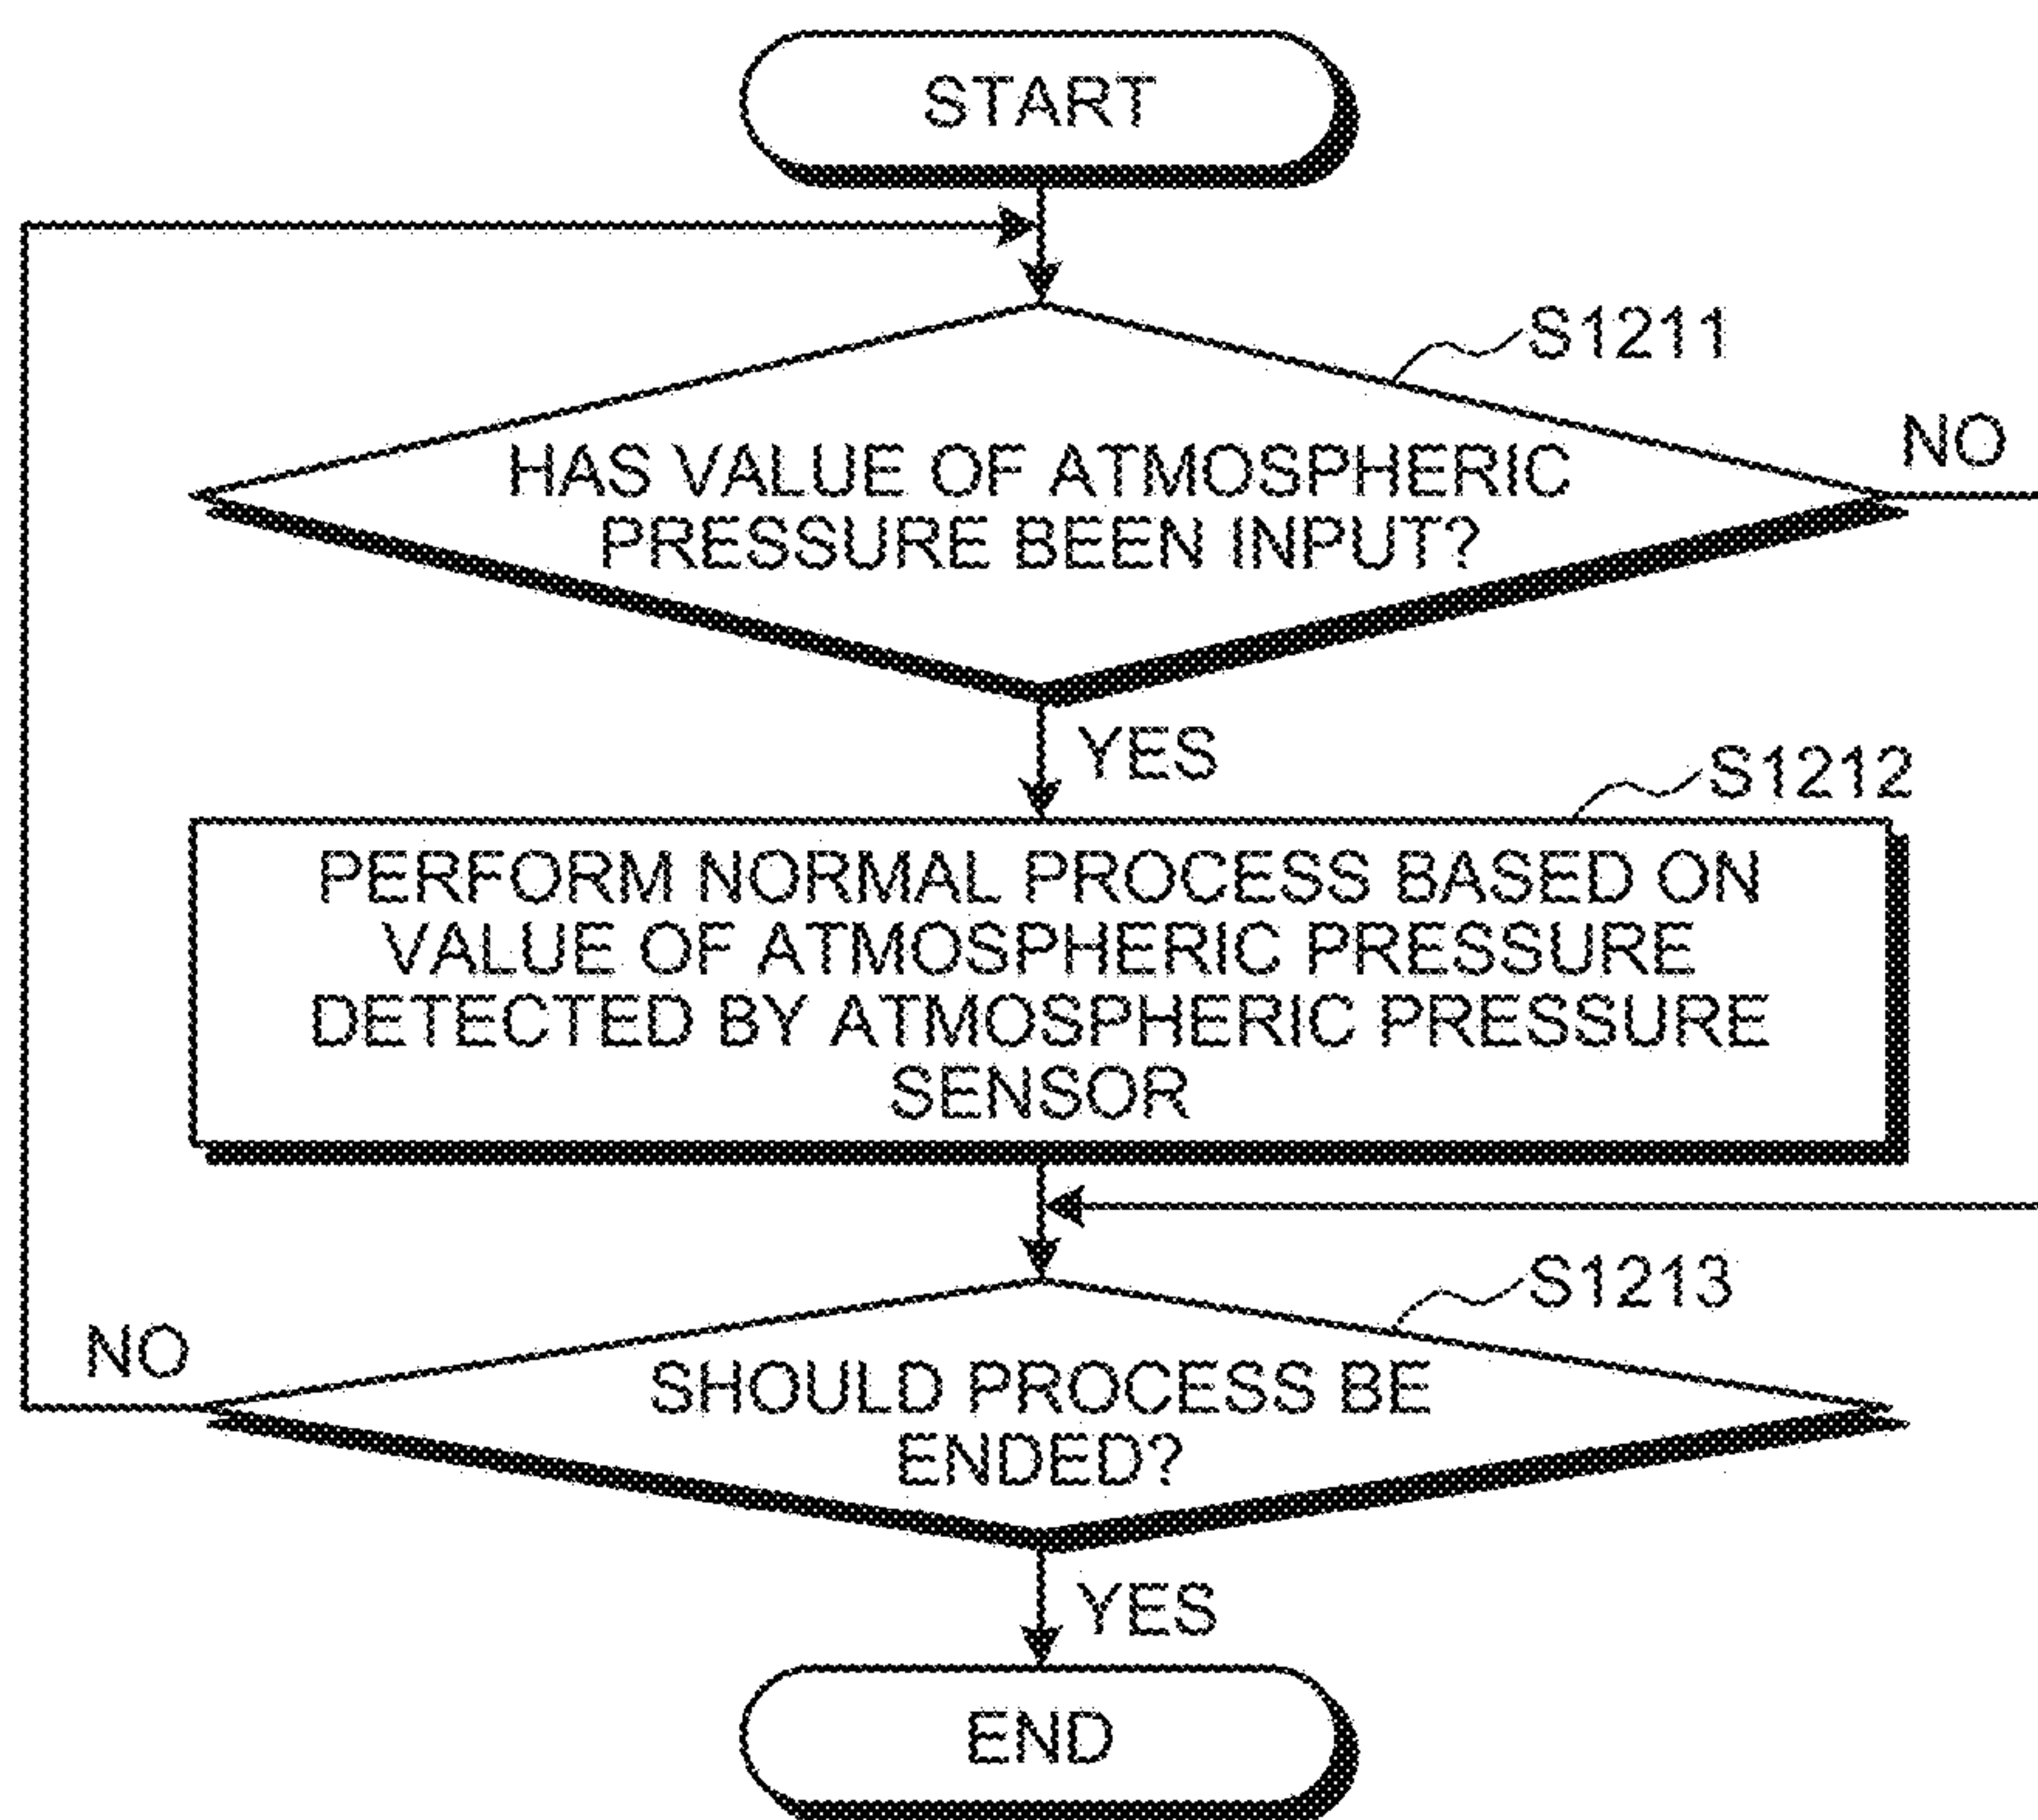 START
S1211
NO
HAS VALUE OF ATMOSPHERIC
PRESSURE BEEN INPUT?
YES
S1212
PERFORM NORMAL PROCESS BASED ON
VALUE OF ATMOSPHERIC PRESSURE
DETECTED BY ATMOSPHERIC PRESSURE
SENSOR
S1213
NO
SHOULD PROCESS BE
ENDED?
YES
END